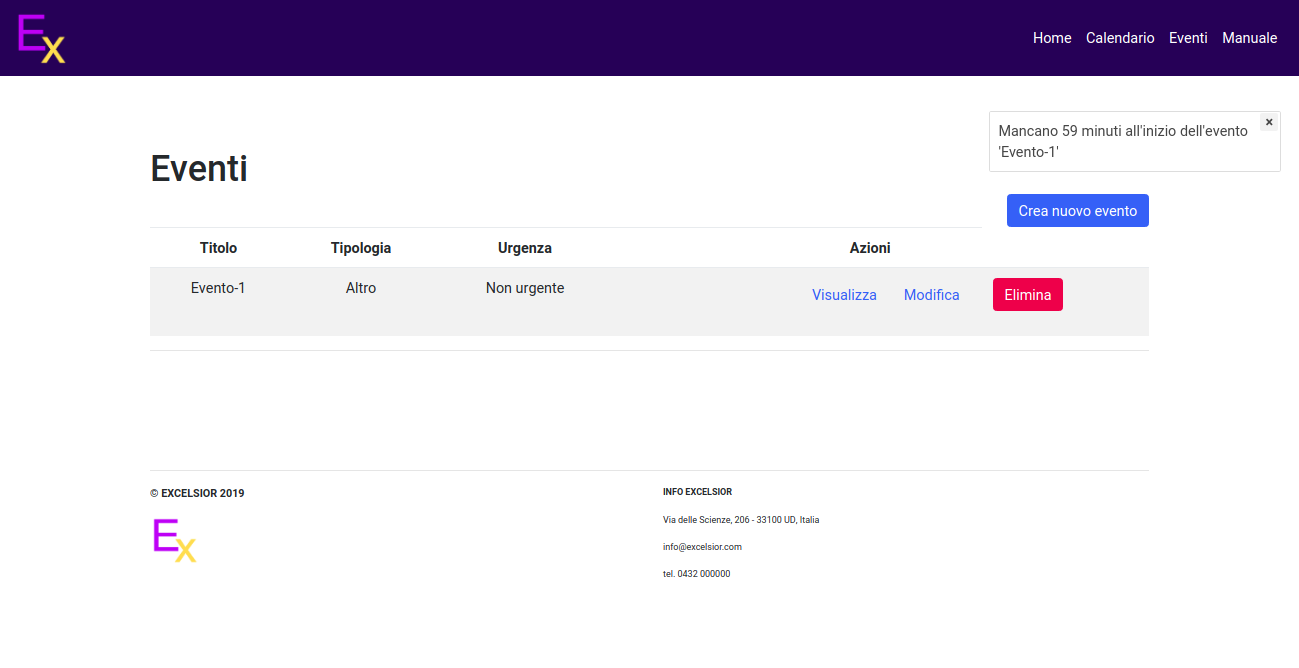 Ex
Home Calendario Eventi Manuale
Mancano 59 minuti all'inizio dell'evento
'Evento-1'
×
Eventi
Crea nuovo evento
Titolo Tipologia Urgenza Azioni
Evento-1 Altro Non urgente Visualizza Modifica Elimina
© EXCELSIOR 2019
Ex
INFO EXCELSIOR
Via delle Scienze, 206 - 33100 UD, Italia
info@excelsior.com
tel. 0432 000000